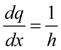 dq/dx = 1/h